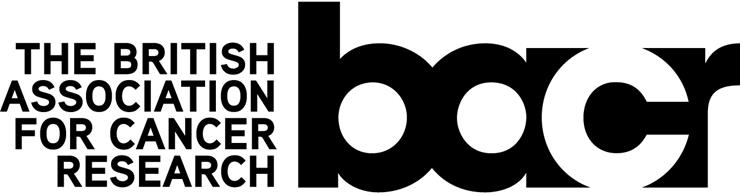 THE BRITISH
ASSOCIATION
FOR CANCER
RESEARCH
bacr